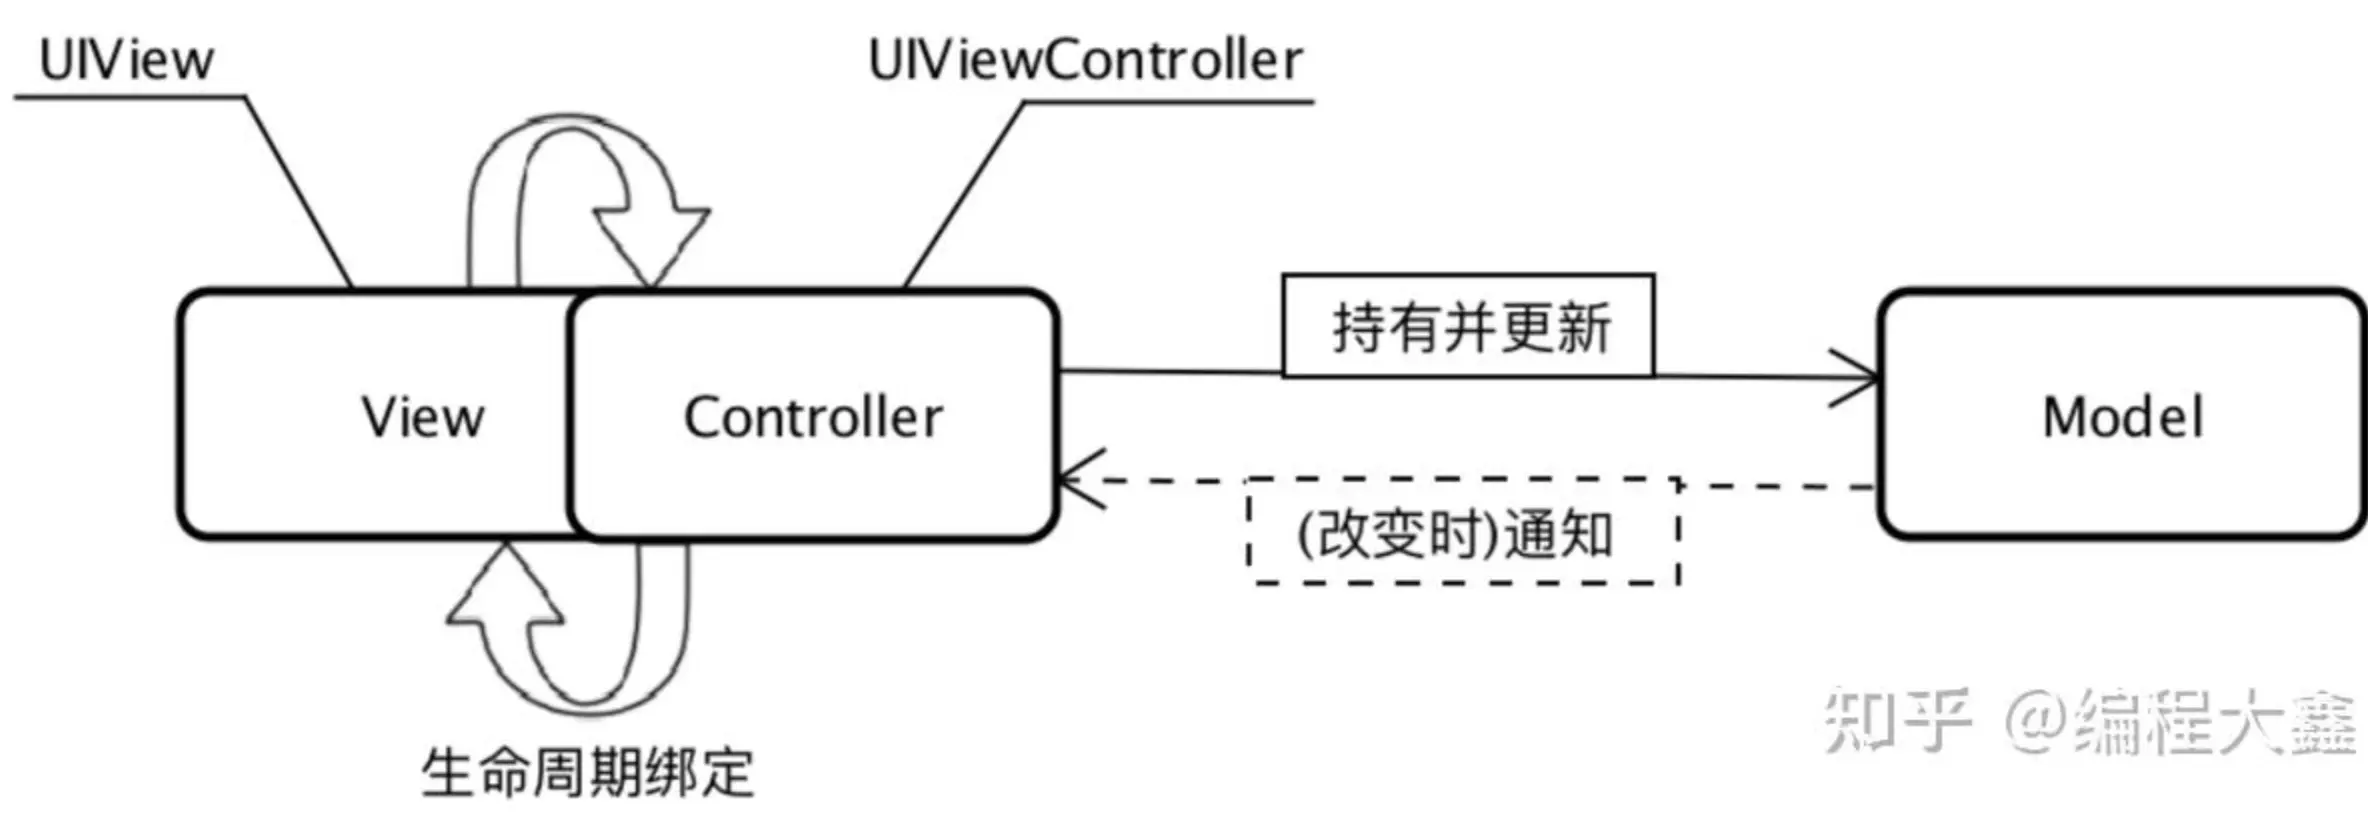 UIView
UIViewController
持有并更新
View
Controller
Model
(改变时)通知
生命周期绑定
知乎 @编程大鑫